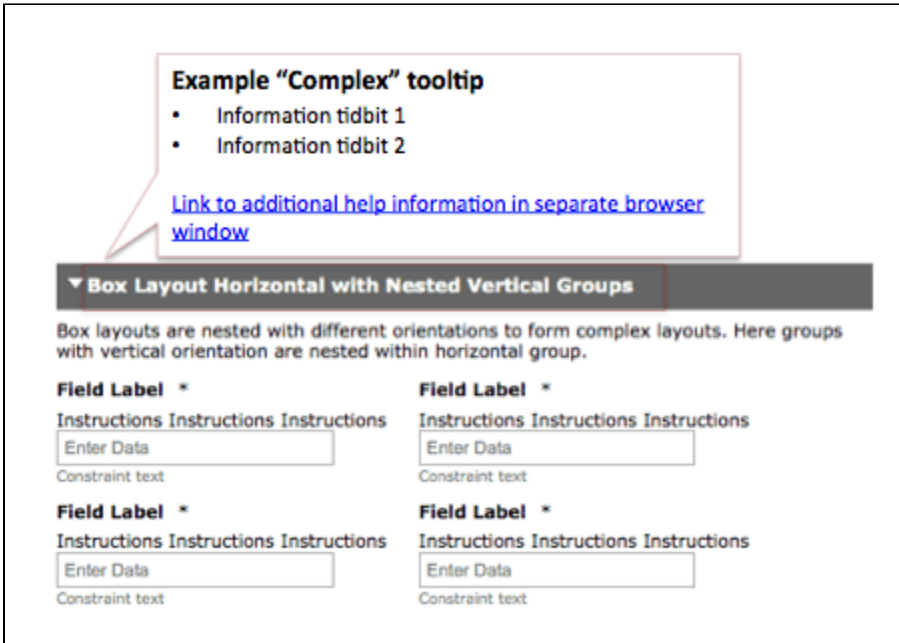 Example “Complex” tooltip
• Information tidbit 1
• Information tidbit 2
Link to additional help information in separate browser
window
Box Layout Horizontal with Nested Vertical Groups
Box layouts are nested with different orientations to form complex layouts. Here groups
with vertical orientation are nested within horizontal group.
Field Label * Field Label *
Instructions Instructions Instructions Instructions Instructions Instructions
Enter Data Enter Data
Constraint text Constraint text
Field Label * Field Label *
Instructions Instructions Instructions Instructions Instructions Instructions
Enter Data Enter Data
Constraint text Constraint text